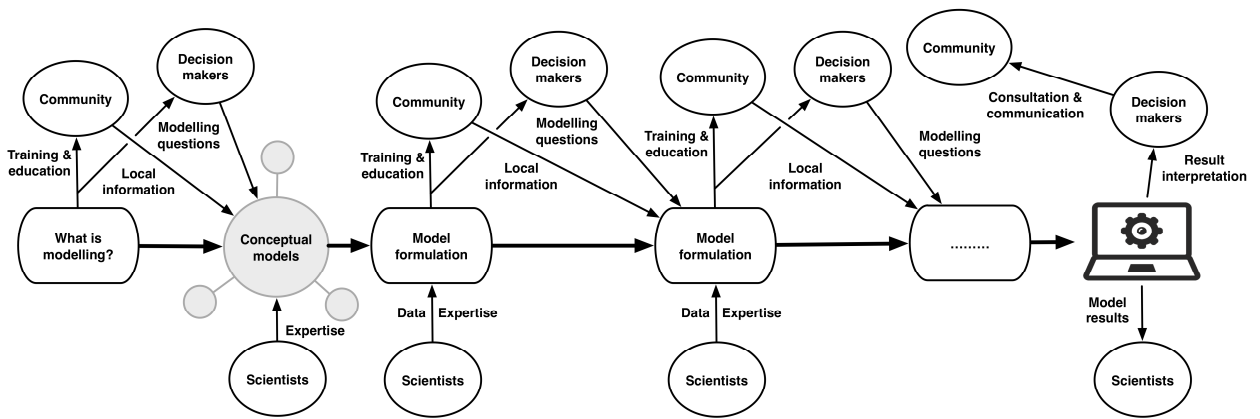 Community
Decision
makers
Training &
education
Modelling
questions
Local
information
What is
modelling?
Conceptual
models
Expertise
Scientists
Community
Decision
makers
Training &
education
Modelling
questions
Local
information
Model
formulation
Data
Expertise
Scientists
Community
Decision
makers
Training &
education
Modelling
questions
Local
information
Model
formulation
Data
Expertise
Scientists
.........
Community
Consultation &
communication
Decision
makers
Result
interpretation
Model
results
Scientists